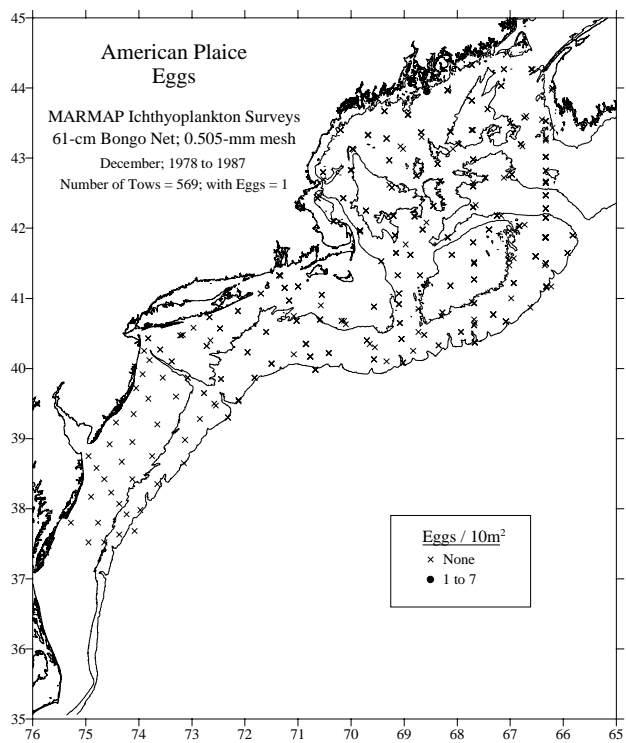 American Plaice
Eggs
MARMAP Ichthyoplankton Surveys
61-cm Bongo Net; 0.505-mm mesh
December; 1978 to 1987
Number of Tows = 569; with Eggs = 1
45
44
43
42
41
40
39
38
37
36
35
Eggs / 10m²
None
1 to 7
76 75 74 73 72 71 70 69 68 67 66 65